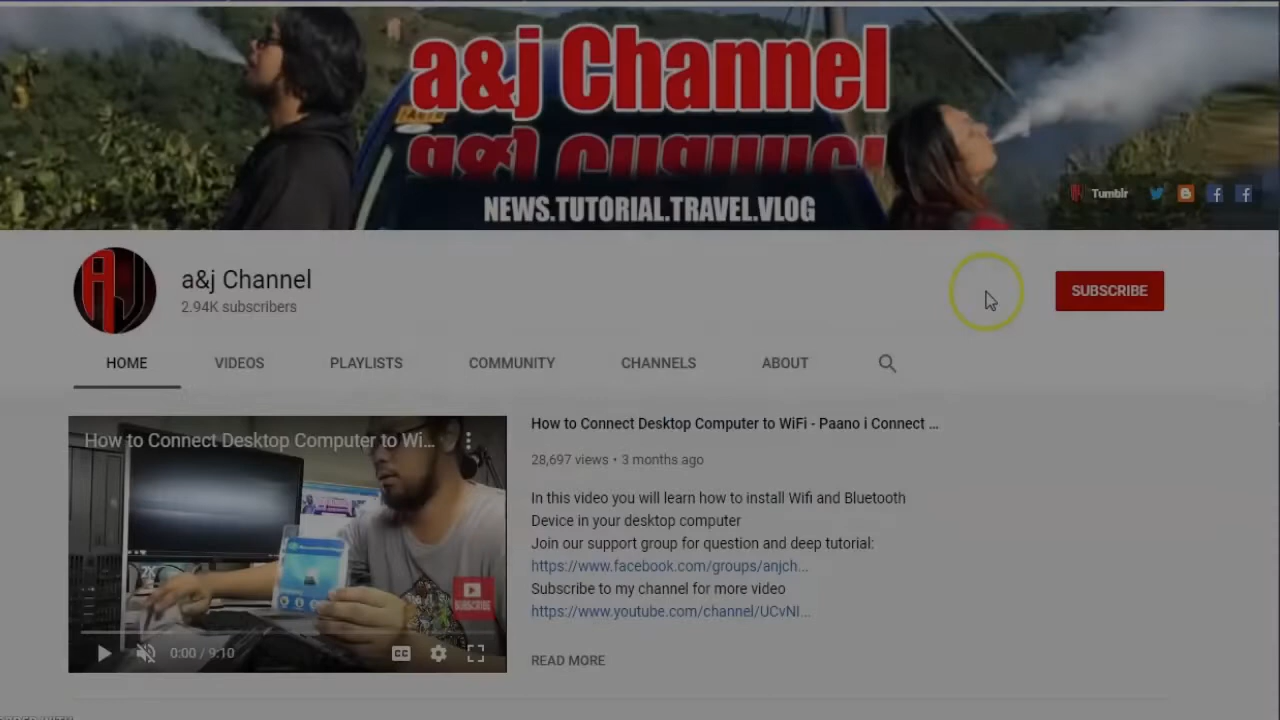 a&j Channel
NEWS.TUTORIAL.TRAVEL.VLOG
Tumblr
a&j Channel
2.94K subscribers
SUBSCRIBE
HOME VIDEOS PLAYLISTS COMMUNITY CHANNELS ABOUT
How to Connect Desktop Computer to Wi...
How to Connect Desktop Computer to WiFi - Paano i Connect ...
28,697 views • 3 months ago
In this video you will learn how to install Wifi and Bluetooth
Device in your desktop computer
Join our support group for question and deep tutorial:
https://www.facebook.com/groups/anjch...
Subscribe to my channel for more video
https://www.youtube.com/channel/UCvNI...
SUBSCRIBE
0:00 / 9:10
CC
READ MORE